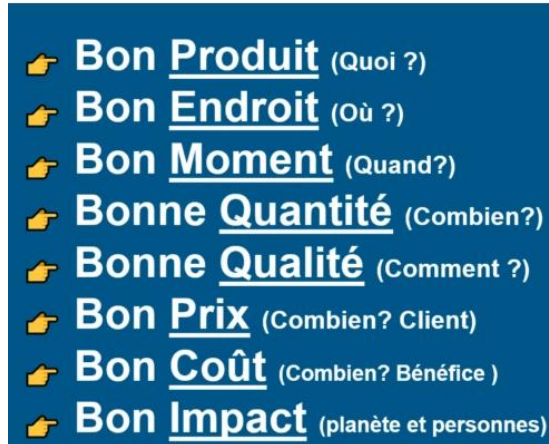 👉 Bon Produit (Quoi ?)
👉 Bon Endroit (Où ?)
👉 Bon Moment (Quand?)
👉 Bonne Quantité (Combien?)
👉 Bonne Qualité (Comment ?)
👉 Bon Prix (Combien? Client)
👉 Bon Coût (Combien? Bénéfice )
👉 Bon Impact (planète et personnes)